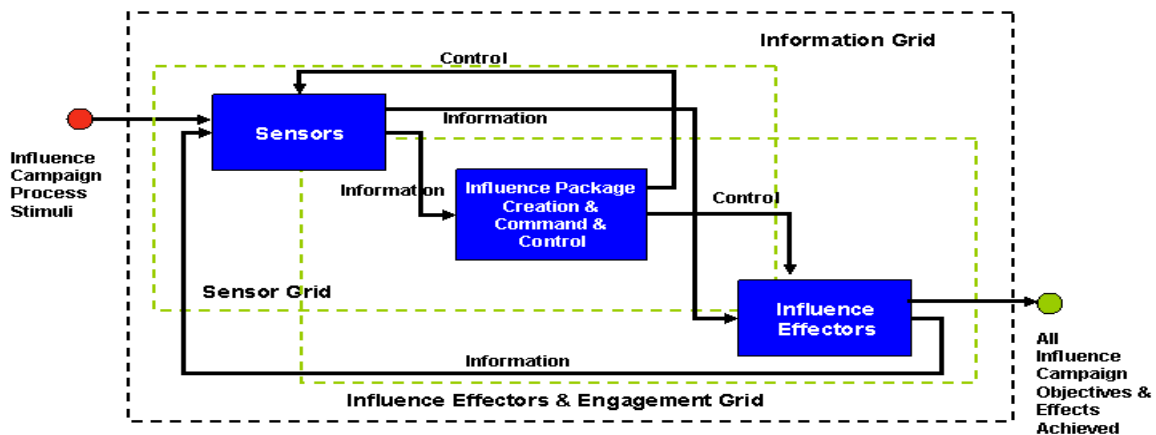 Information Grid
Control
Sensors
Information
Influence
Campaign
Process
Stimuli
Information
Influence Package
Creation &
Command &
Control
Control
Sensor Grid
Influence
Effectors
Information
All
Influence
Campaign
Objectives &
Effects
Achieved
Influence Effectors & Engagement Grid